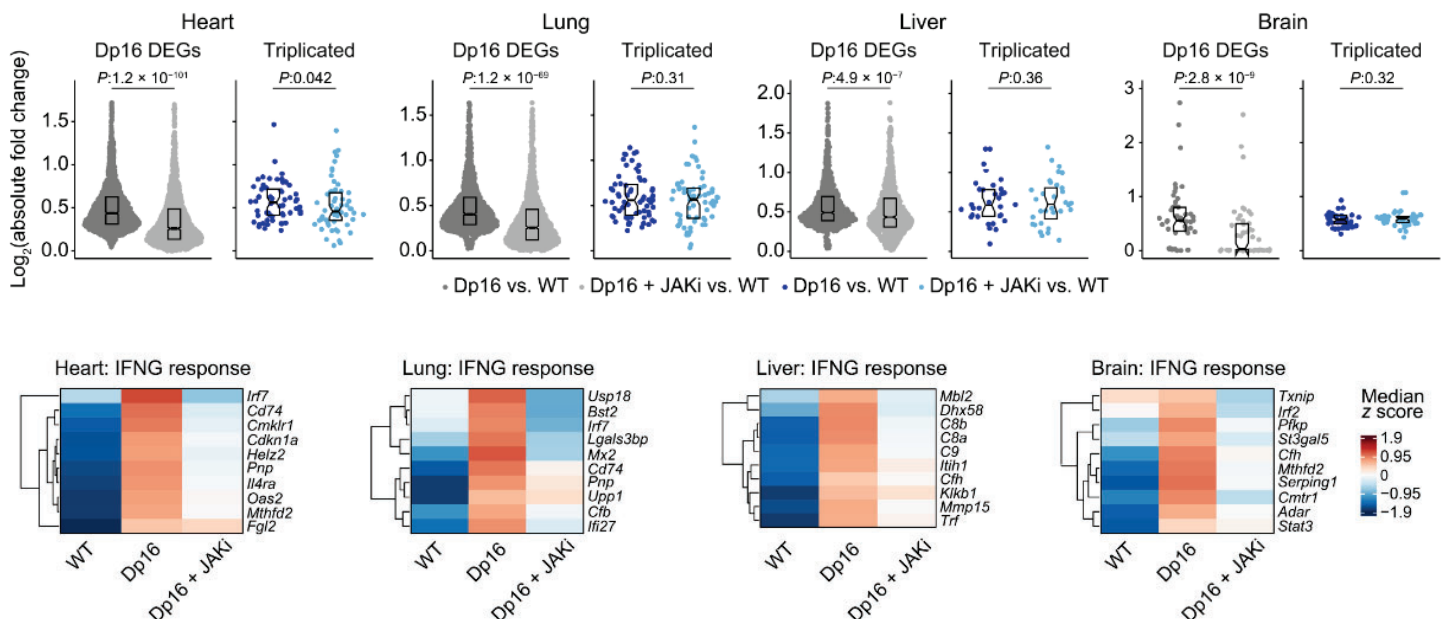 Heart Lung Liver Brain
Dp16 DEGs Triplicated Dp16 DEGs Triplicated Dp16 DEGs Triplicated Dp16 DEGs Triplicated
P:1.2 × 10⁻¹⁰¹ P:0.042 P:1.2 × 10⁻⁶⁹ P:0.31 P:4.9 × 10⁻⁷ P:0.36 P:2.8 × 10⁻⁹ P:0.32
Log₂(absolute fold change)
1.5
1.0
0.5
0.0
1.5
1.0
0.5
0.0
2.0
1.5
1.0
0.5
0.0
3
2
1
0
Dp16 vs. WT Dp16 + JAKi vs. WT Dp16 vs. WT Dp16 + JAKi vs. WT
Heart: IFNG response
Irf7
Cd74
Cmklr1
Cdkn1a
Helz2
Pnp
Il4ra
Oas2
Mthfd2
Fgl2
WT
Dp16
Dp16 + JAKi
Lung: IFNG response
Usp18
Bst2
Irf7
Lgals3bp
Mx2
Cd74
Pnp
Upp1
Cfb
Ifi27
WT
Dp16
Dp16 + JAKi
Liver: IFNG response
Mbl2
Dhx58
C8b
C8a
C9
Itih1
Cfh
Klkb1
Mmp15
Trf
WT
Dp16
Dp16 + JAKi
Brain: IFNG response
Txnip
Irf2
Pfkp
St3gal5
Cfh
Mthfd2
Serping1
Cmtr1
Adar
Stat3
WT
Dp16
Dp16 + JAKi
Median
z score
1.9
0.95
0
−0.95
−1.9